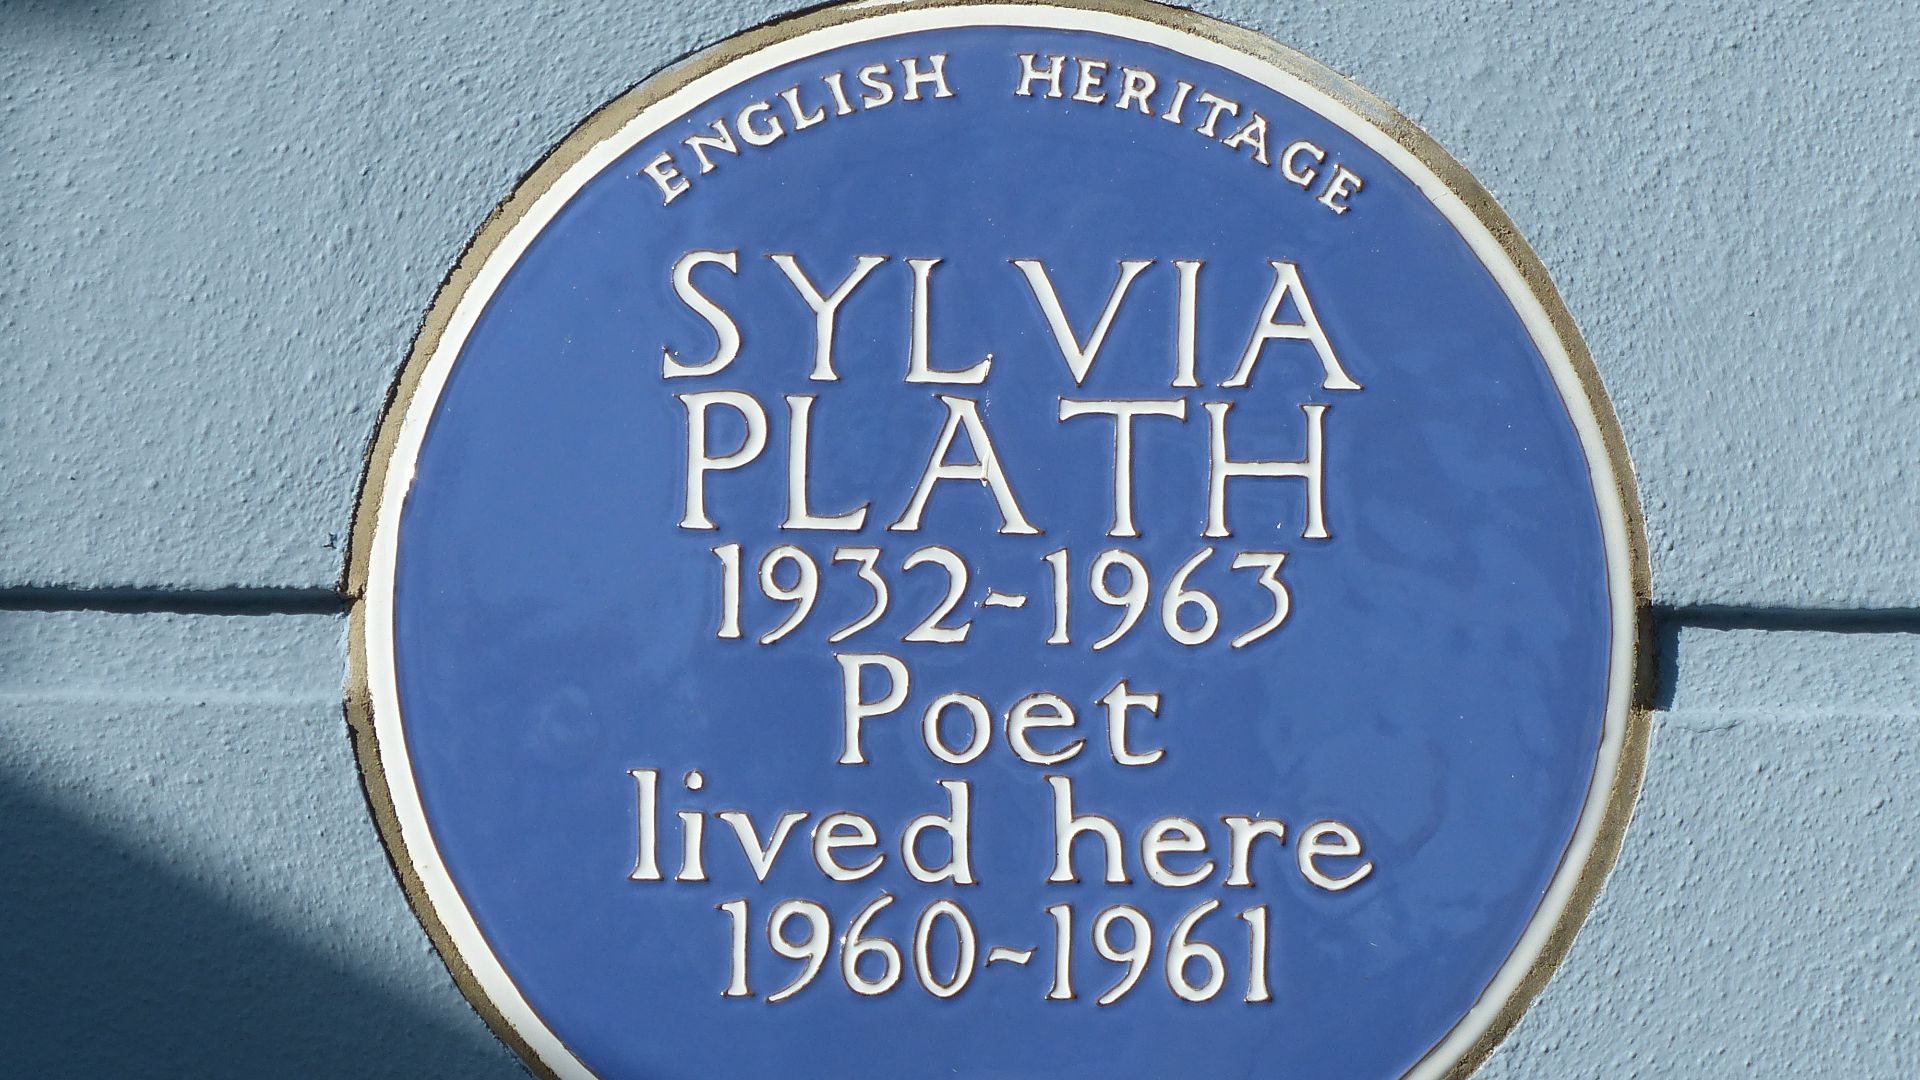 ENGLISH HERITAGE
SYLVIA
PLATH
1932-1963
Poet
lived here
1960~1961